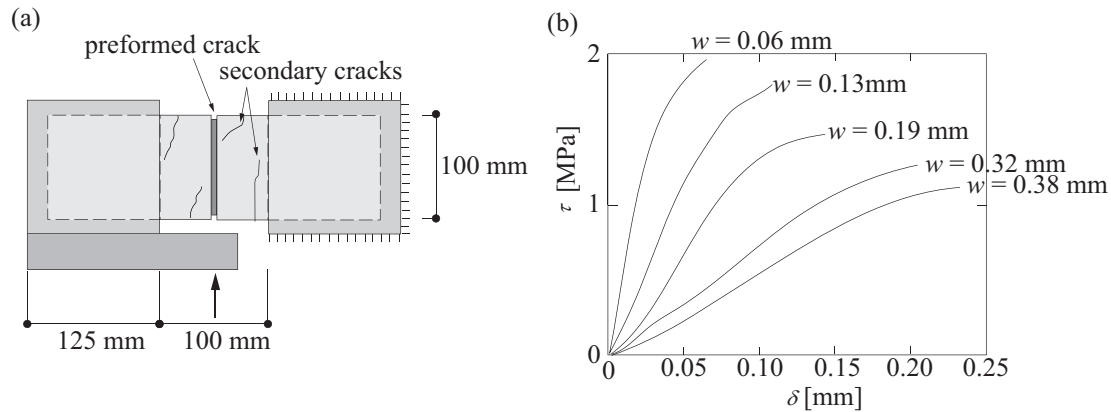 (a)
preformed crack
secondary cracks
100 mm
125 mm
100 mm
(b)
2
1
0
τ [MPa]
w = 0.06 mm
w = 0.13mm
w = 0.19 mm
w = 0.32 mm
w = 0.38 mm
0
0.05
0.10
0.15
0.20
0.25
δ [mm]